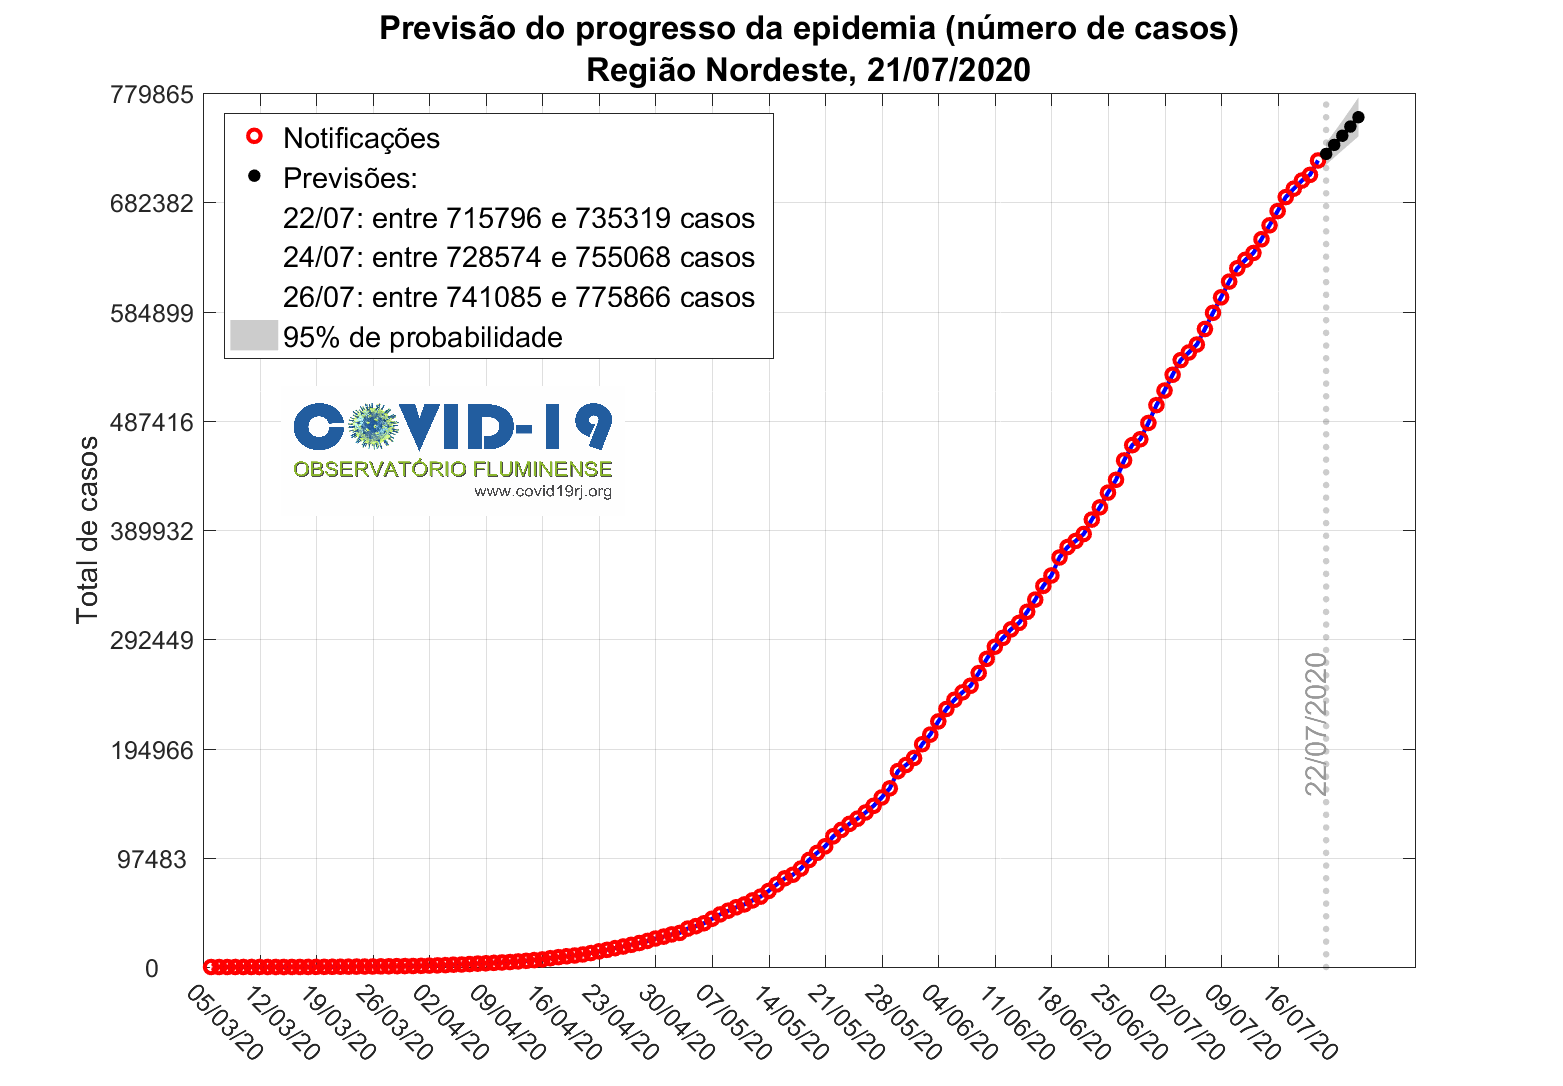 Previsão do progresso da epidemia (número de casos)
Região Nordeste, 21/07/2020
779865
682382
584899
487416
389932
292449
194966
97483
0
Total de casos
Notificações
Previsões:
22/07: entre 715796 e 735319 casos
24/07: entre 728574 e 755068 casos
26/07: entre 741085 e 775866 casos
95% de probabilidade
COVID-19
OBSERVATÓRIO FLUMINENSE
www.covid19rj.org
22/07/2020
05/03/20
12/03/20
19/03/20
26/03/20
02/04/20
09/04/20
16/04/20
23/04/20
30/04/20
07/05/20
14/05/20
21/05/20
28/05/20
04/06/20
11/06/20
18/06/20
25/06/20
02/07/20
09/07/20
16/07/20